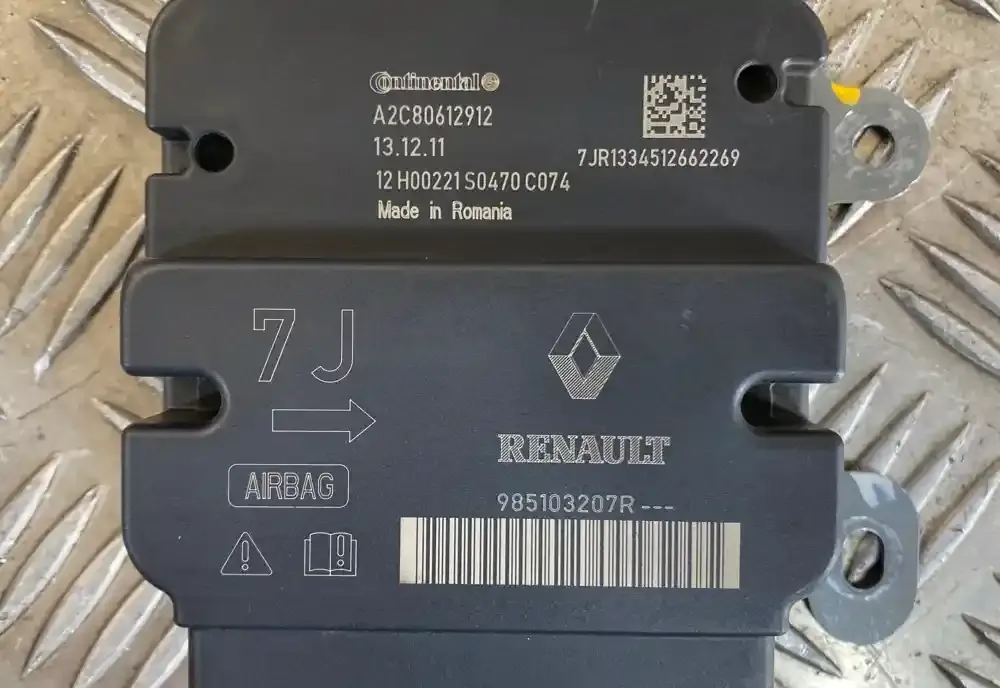 Continental
A2C80612912
13.12.11
7JR1334512662269
12 H00221 S0470 C074
Made in Romania
7J
RENAULT
AIRBAG
985103207R---